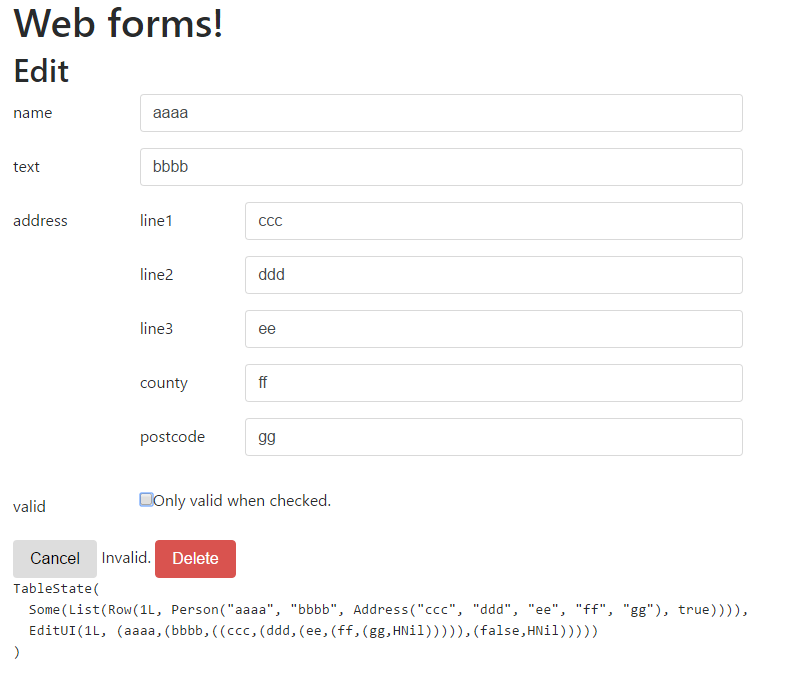 Web forms!
Edit
name aaaa
text bbbb
address line1 ccc
line2 ddd
line3 ee
county ff
postcode gg
valid Only valid when checked.
Cancel Invalid. Delete
TableState(
  Some(List(Row(1L, Person("aaaa", "bbbb", Address("ccc", "ddd", "ee", "ff", "gg"), true)))),
  EditUI(1L, (aaaa,(bbbb,((ccc,(ddd,(ee,(ff,(gg,HNil))))),(false,HNil)))))
)